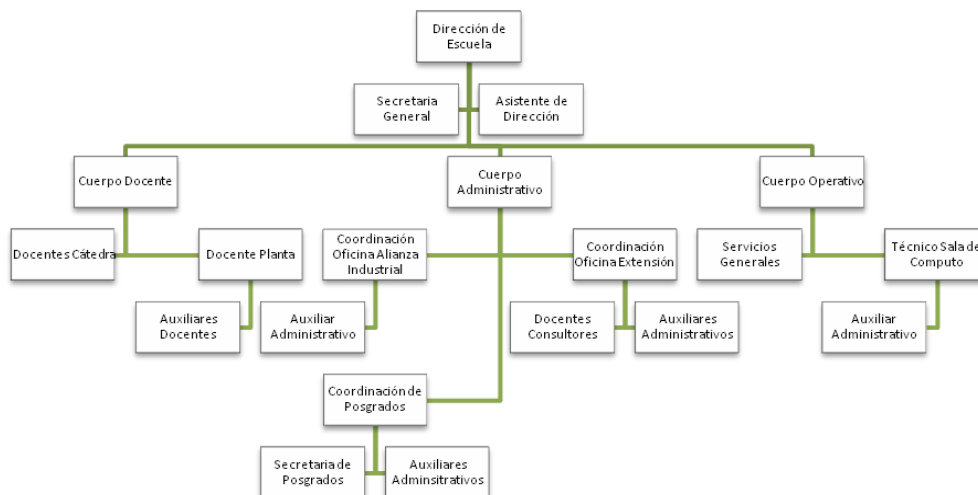 Dirección de
Escuela
Secretaria
General
Asistente de
Dirección
Cuerpo Docente
Cuerpo
Administrativo
Cuerpo Operativo
Docentes Cátedra
Docente Planta
Coordinación
Oficina Alianza
Industrial
Coordinación
Oficina Extensión
Servicios
Generales
Técnico Sala de
Computo
Auxiliares
Docentes
Auxiliar
Administrativo
Docentes
Consultores
Auxiliares
Administrativos
Auxiliar
Administrativo
Coordinación de
Posgrados
Secretaria de
Posgrados
Auxiliares
Adminsitrativos